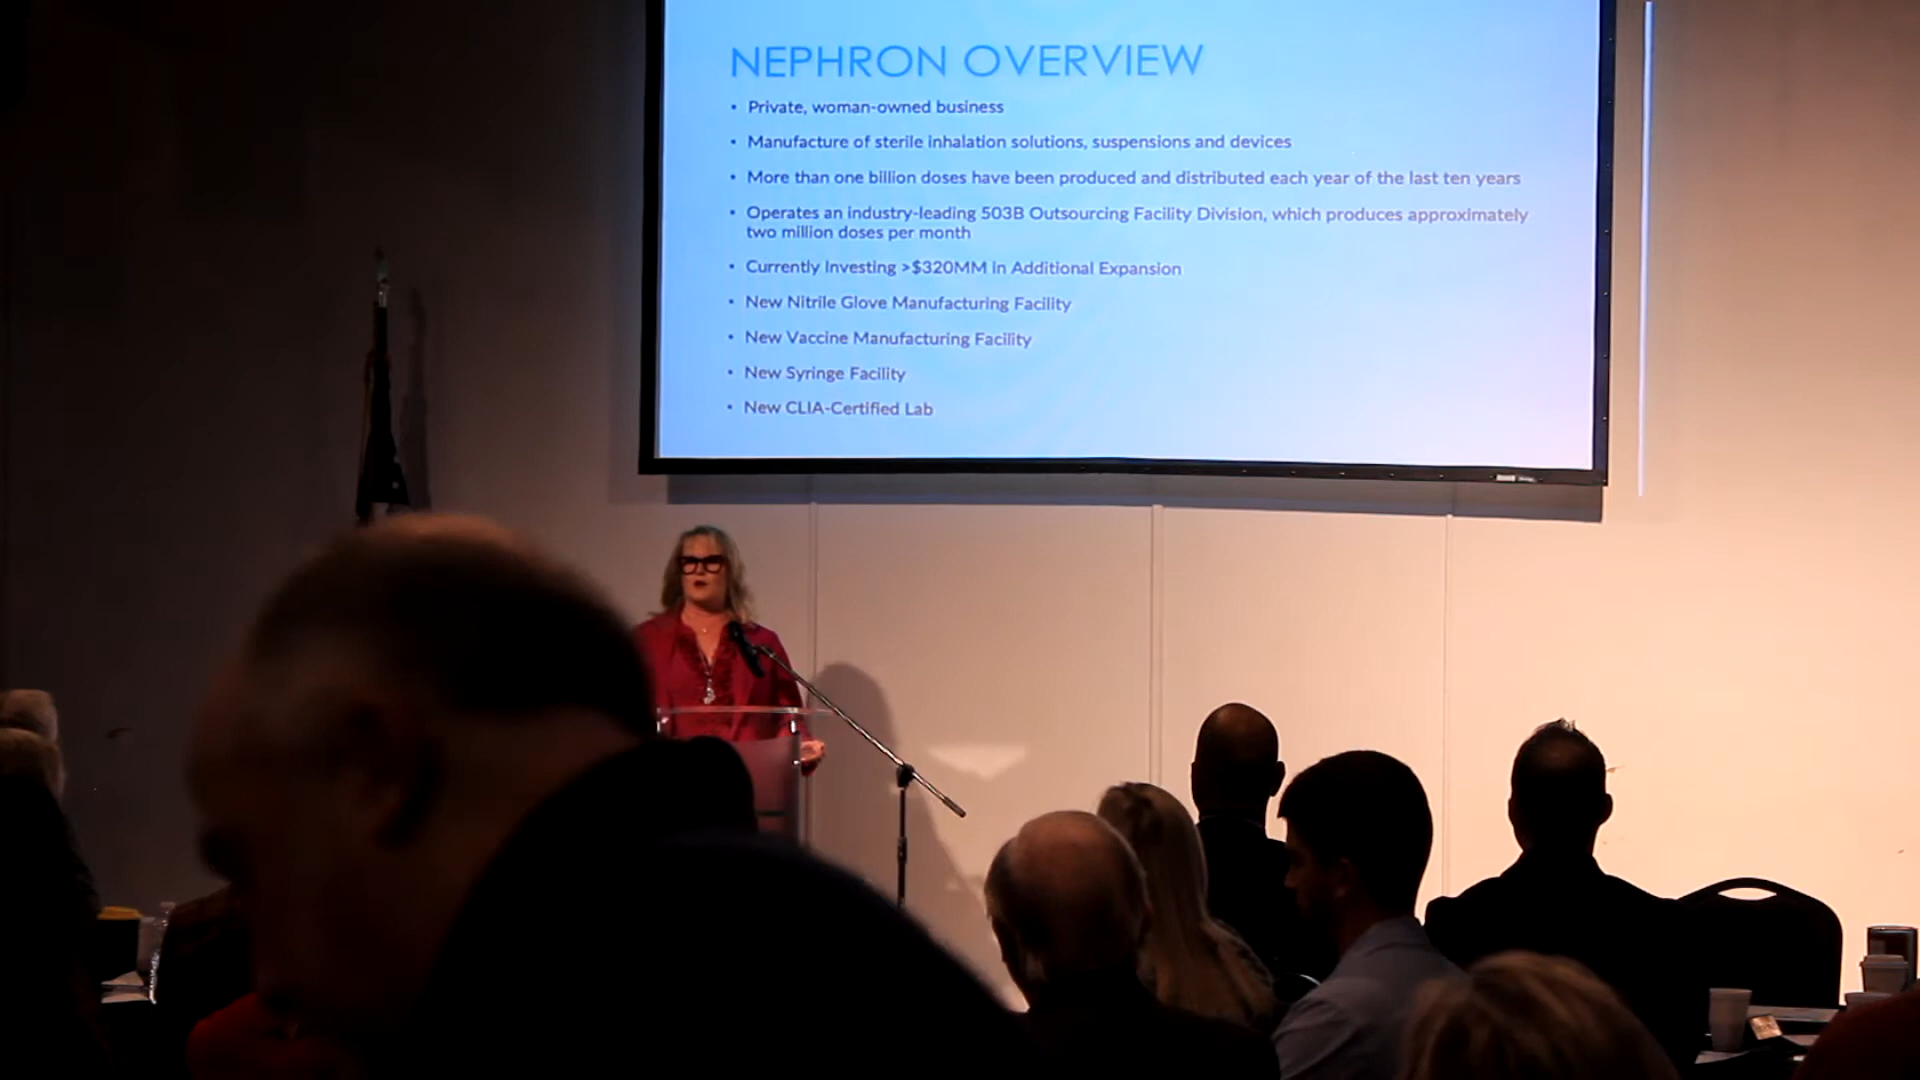 NEPHRON OVERVIEW
• Private, woman-owned business
• Manufacture of sterile inhalation solutions, suspensions and devices
• More than one billion doses have been produced and distributed each year of the last ten years
• Operates an industry-leading 503B Outsourcing Facility Division, which produces approximately
two million doses per month
• Currently Investing >$320MM in Additional Expansion
• New Nitrile Glove Manufacturing Facility
• New Vaccine Manufacturing Facility
• New Syringe Facility
• New CLIA-Certified Lab